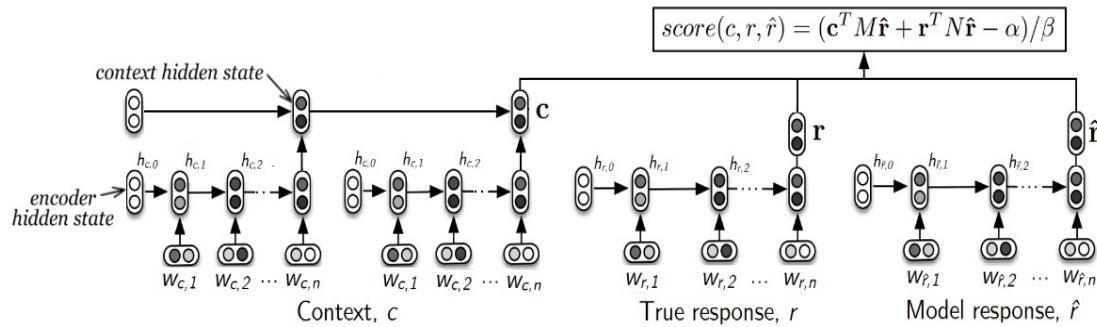 score(c, r, r̂) = (c^T M r̂ + r^T N r̂ − α)/β
context hidden state
c
r
r̂
h_{c,0} h_{c,1} h_{c,2} h_{c,0} h_{c,1} h_{c,2} h_{r,0} h_{r,1} h_{r,2} h_{r̂,0} h_{r̂,1} h_{r̂,2}
encoder
hidden state
w_{c,1} w_{c,2} ... w_{c,n} w_{c,1} w_{c,2} ... w_{c,n} w_{r,1} w_{r,2} ... w_{r,n} w_{r̂,1} w_{r̂,2} ... w_{r̂,n}
Context, c True response, r Model response, r̂